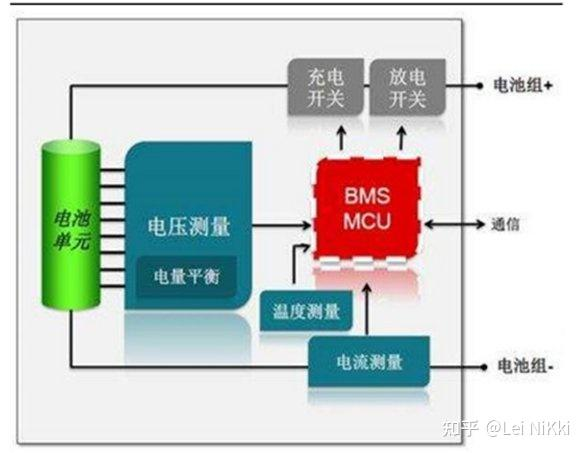 充电
开关
放电
开关
电池组+
电池
单元
电压测量
电量平衡
BMS
MCU
通信
温度测量
电流测量
电池组-
知乎 @Lei NiKki